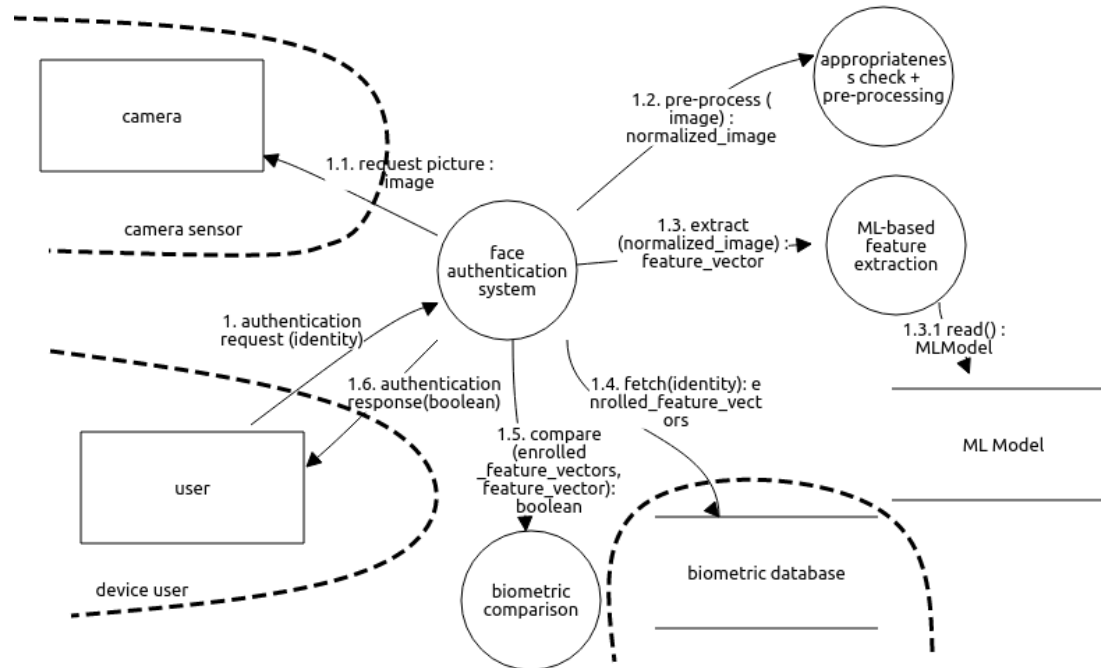 appropriatenes
s check +
pre-processing
camera
1.2. pre-process (
image) :
normalized_image
1.1. request picture :
image
camera sensor
face
authentication
system
1.3. extract
(normalized_image) :
feature_vector
ML-based
feature
extraction
1. authentication
request (identity)
1.3.1 read() :
MLModel
1.6. authentication
response(boolean)
1.4. fetch(identity): e
nrolled_feature_vect
ors
1.5. compare
(enrolled
_feature_vectors,
feature_vector):
boolean
ML Model
user
device user
biometric
comparison
biometric database